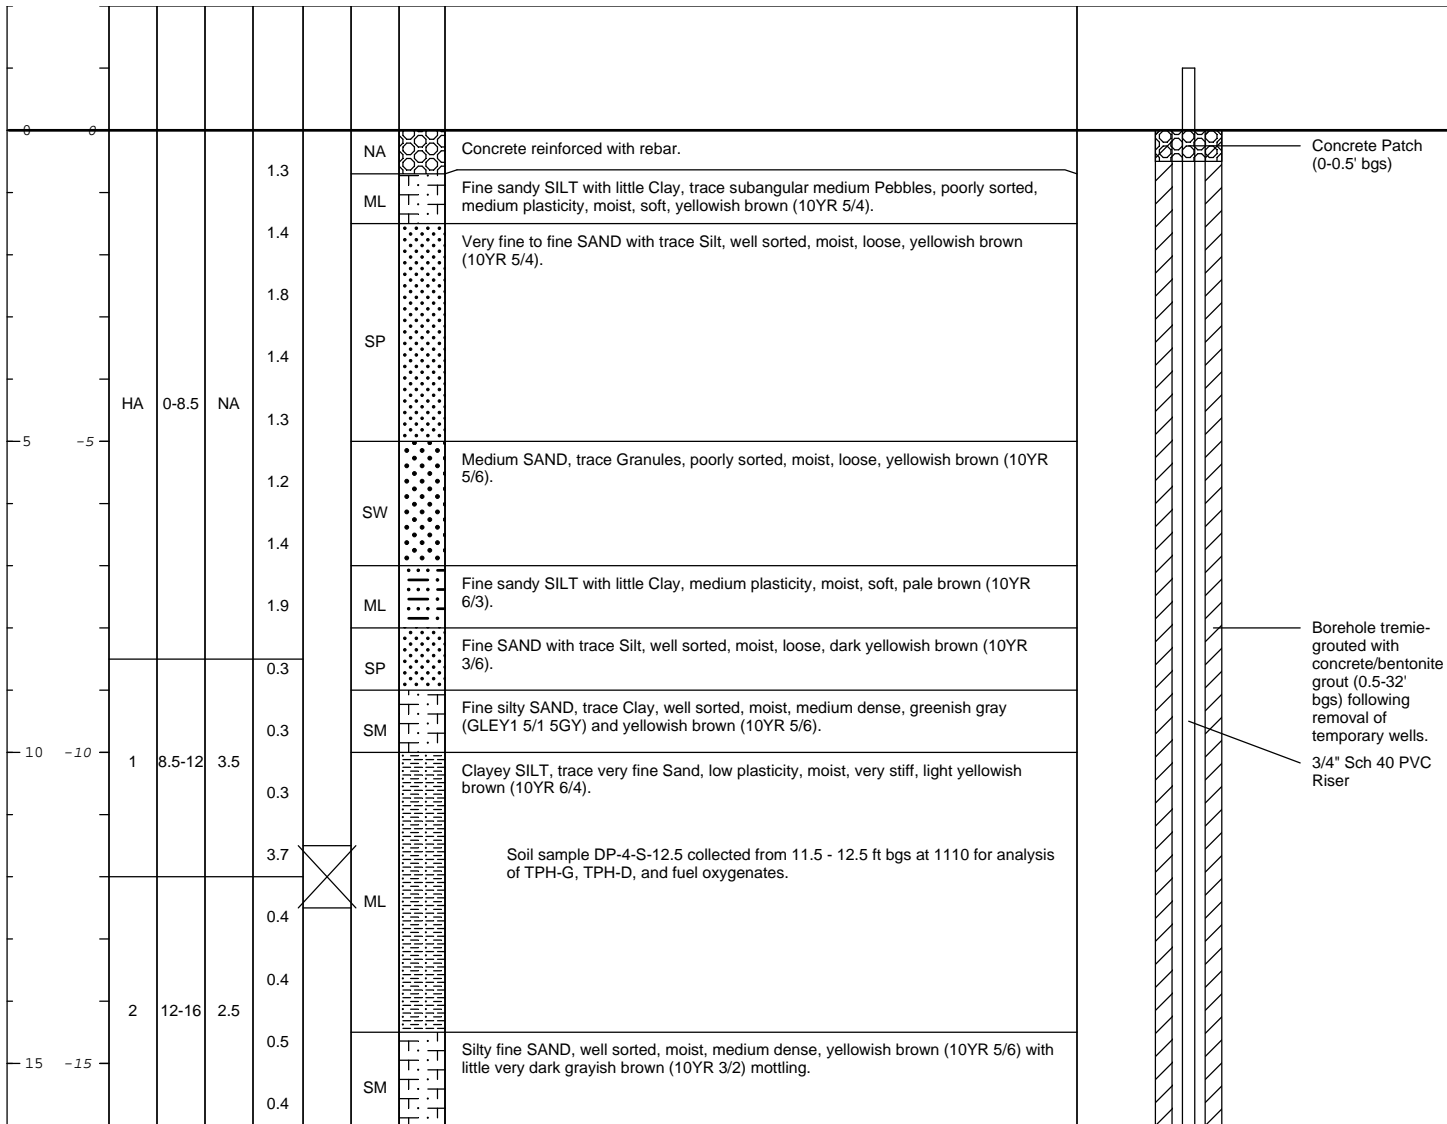 0
0
NA
Concrete reinforced with rebar.
Concrete Patch
(0-0.5' bgs)
1.3
ML
Fine sandy SILT with little Clay, trace subangular medium Pebbles, poorly sorted,
medium plasticity, moist, soft, yellowish brown (10YR 5/4).
1.4
Very fine to fine SAND with trace Silt, well sorted, moist, loose, yellowish brown
(10YR 5/4).
1.8
SP
1.4
HA
0-8.5
NA
1.3
5
-5
Medium SAND, trace Granules, poorly sorted, moist, loose, yellowish brown (10YR
5/6).
1.2
SW
1.4
Fine sandy SILT with little Clay, medium plasticity, moist, soft, pale brown (10YR
6/3).
1.9
ML
Fine SAND with trace Silt, well sorted, moist, loose, dark yellowish brown (10YR
3/6).
0.3
SP
Borehole tremie-
grouted with
concrete/bentonite
grout (0.5-32'
bgs) following
removal of
temporary wells.
Fine silty SAND, trace Clay, well sorted, moist, medium dense, greenish gray
(GLEY1 5/1 5GY) and yellowish brown (10YR 5/6).
0.3
SM
10
-10
1
8.5-12
3.5
Clayey SILT, trace very fine Sand, low plasticity, moist, very stiff, light yellowish
brown (10YR 6/4).
3/4" Sch 40 PVC
Riser
0.3
3.7
Soil sample DP-4-S-12.5 collected from 11.5 - 12.5 ft bgs at 1110 for analysis
of TPH-G, TPH-D, and fuel oxygenates.
ML
0.4
0.4
2
12-16
2.5
0.5
Silty fine SAND, well sorted, moist, medium dense, yellowish brown (10YR 5/6) with
little very dark grayish brown (10YR 3/2) mottling.
15
-15
SM
0.4